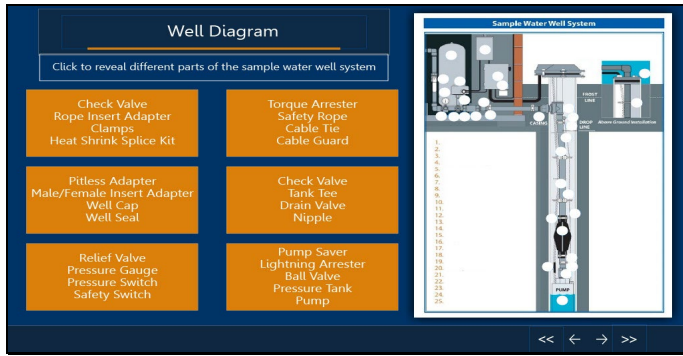 Well Diagram
Click to reveal different parts of the sample water well system
Check Valve
Rope Insert Adapter
Clamps
Heat Shrink Splice Kit
Torque Arrester
Safety Rope
Cable Tie
Cable Guard
Pitless Adapter
Male/Female Insert Adapter
Well Cap
Well Seal
Check Valve
Tank Tee
Drain Valve
Nipple
Relief Valve
Pressure Gauge
Pressure Switch
Safety Switch
Pump Saver
Lightning Arrester
Ball Valve
Pressure Tank
Pump
Sample Water Well System
FROST
LINE
CASING
DROP
LINE
Above Ground Installation
1.
2.
3.
4.
5.
6.
7.
8.
9.
10.
11.
12.
13.
14.
15.
16.
17.
18.
19.
20.
21.
22.
23.
24.
25.
PUMP
<< ← → >>